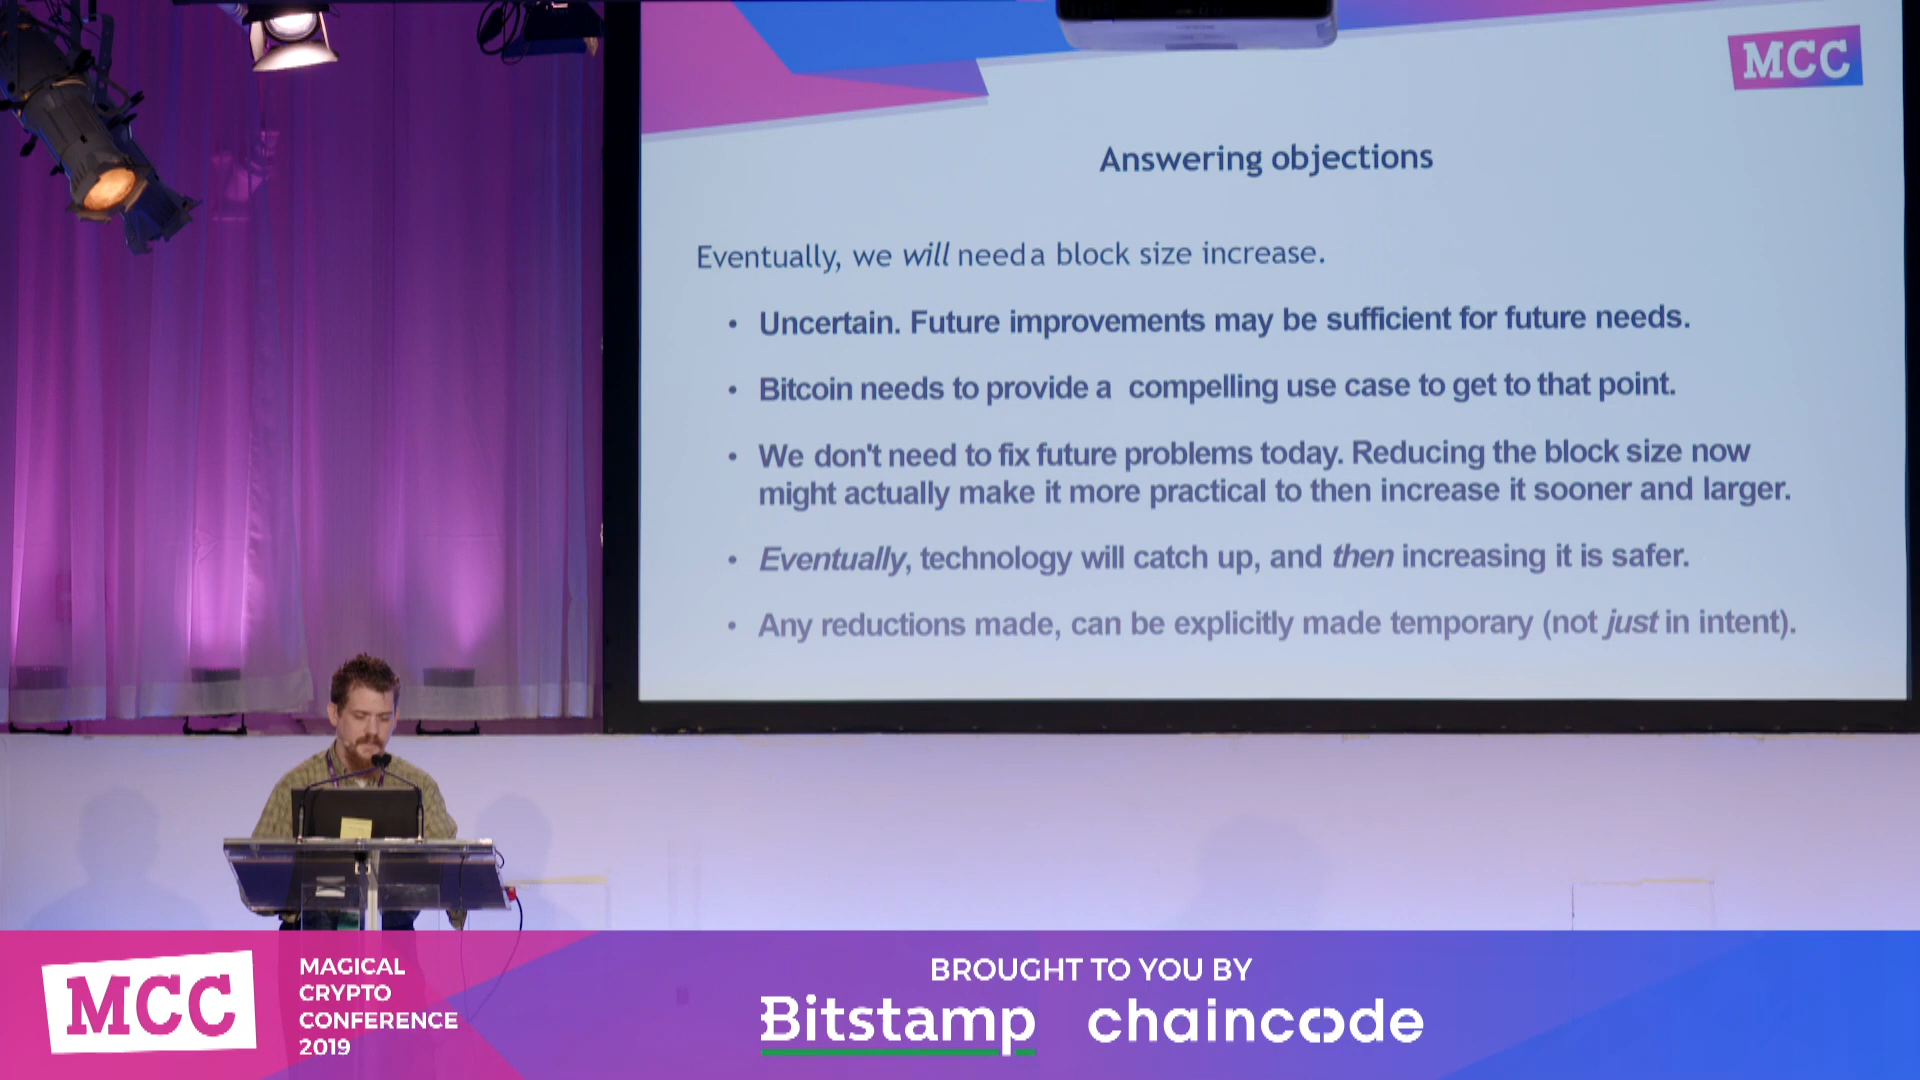 MCC
Answering objections
Eventually, we will need a block size increase.
• Uncertain. Future improvements may be sufficient for future needs.
• Bitcoin needs to provide a compelling use case to get to that point.
• We don't need to fix future problems today. Reducing the block size now
might actually make it more practical to then increase it sooner and larger.
• Eventually, technology will catch up, and then increasing it is safer.
• Any reductions made, can be explicitly made temporary (not just in intent).
MCC
MAGICAL
CRYPTO
CONFERENCE
2019
BROUGHT TO YOU BY
Bitstamp chaincode